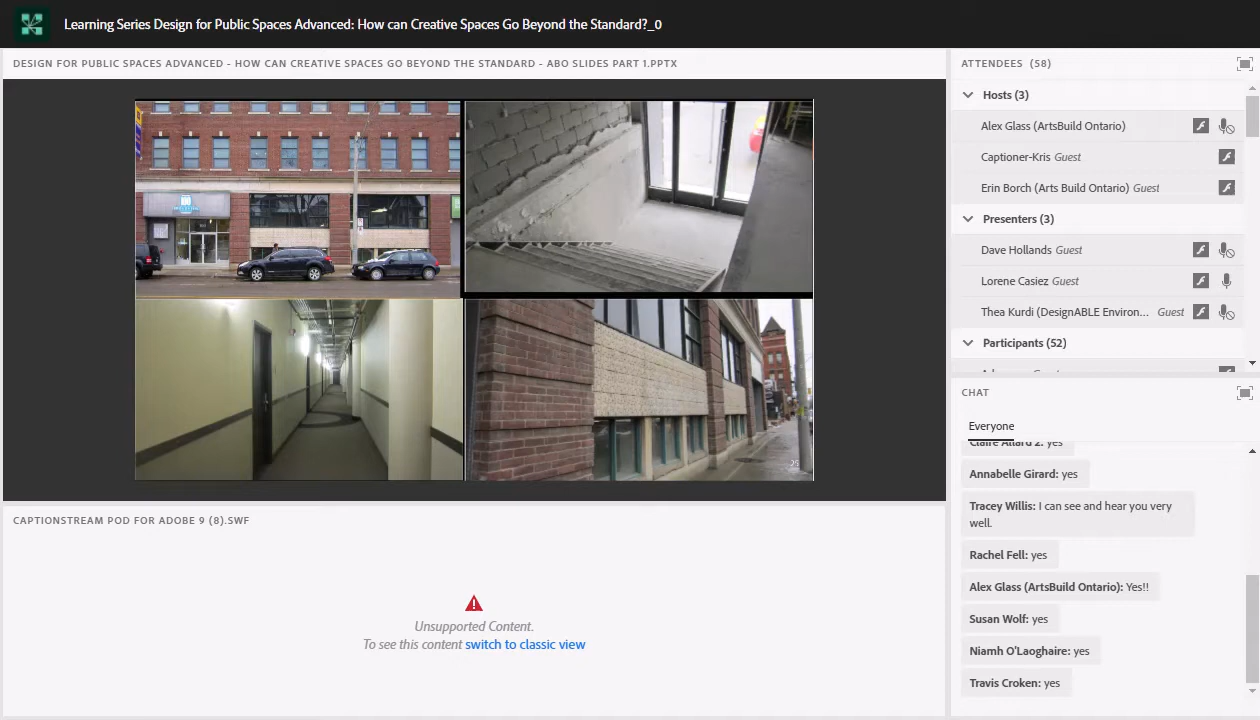 Learning Series Design for Public Spaces Advanced: How can Creative Spaces Go Beyond the Standard?_0
DESIGN FOR PUBLIC SPACES ADVANCED - HOW CAN CREATIVE SPACES GO BEYOND THE STANDARD - ABO SLIDES PART 1.PPTX
25
CAPTIONSTREAM POD FOR ADOBE 9 (8).SWF
Unsupported Content.
To see this content switch to classic view
ATTENDEES (58)
Hosts (3)
Alex Glass (ArtsBuild Ontario)
Captioner-Kris Guest
Erin Borch (Arts Build Ontario) Guest
Presenters (3)
Dave Hollands Guest
Lorene Casiez Guest
Thea Kurdi (DesignABLE Environ... Guest
Participants (52)
CHAT
Everyone
Claire Allard 2: yes
Annabelle Girard: yes
Tracey Willis: I can see and hear you very
well.
Rachel Fell: yes
Alex Glass (ArtsBuild Ontario): Yes!!
Susan Wolf: yes
Niamh O'Laoghaire: yes
Travis Croken: yes